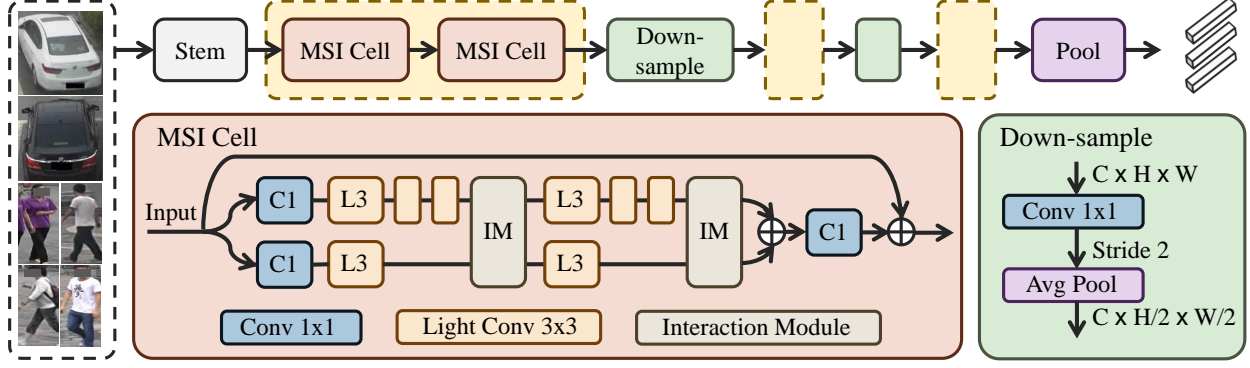 Stem
MSI Cell
MSI Cell
Down-
sample
Pool
MSI Cell
Input
C1
L3
IM
L3
IM
C1
C1
L3
L3
Conv 1x1
Light Conv 3x3
Interaction Module
Down-sample
C x H x W
Conv 1x1
Stride 2
Avg Pool
C x H/2 x W/2